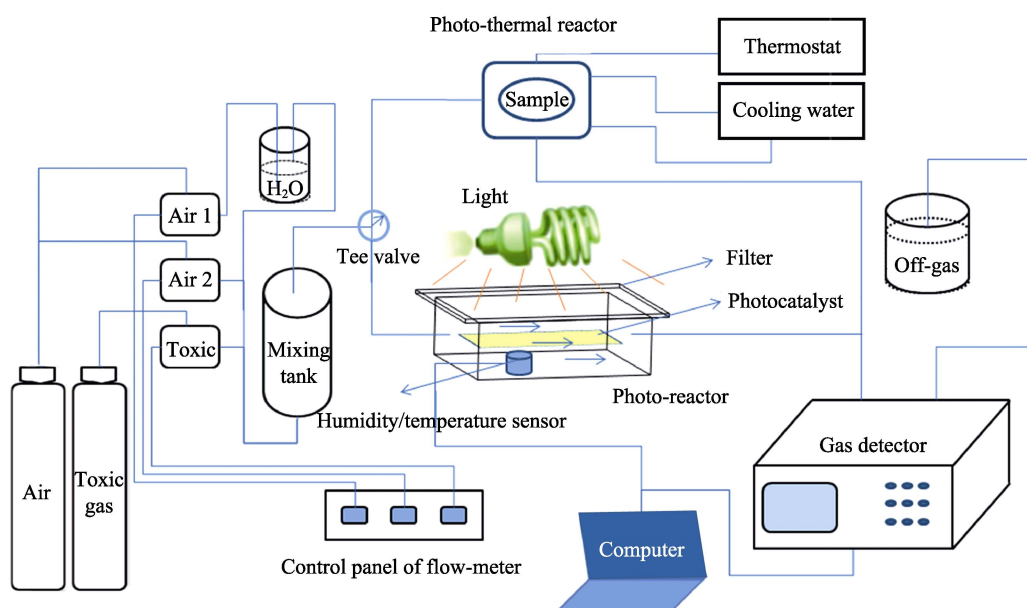 Photo-thermal reactor
Thermostat
Sample
Cooling water
H₂O
Air 1
Light
Tee valve
Off-gas
Filter
Air 2
Photocatalyst
Toxic
Mixing
tank
Photo-reactor
Humidity/temperature sensor
Gas detector
Air
Toxic
gas
Computer
Control panel of flow-meter